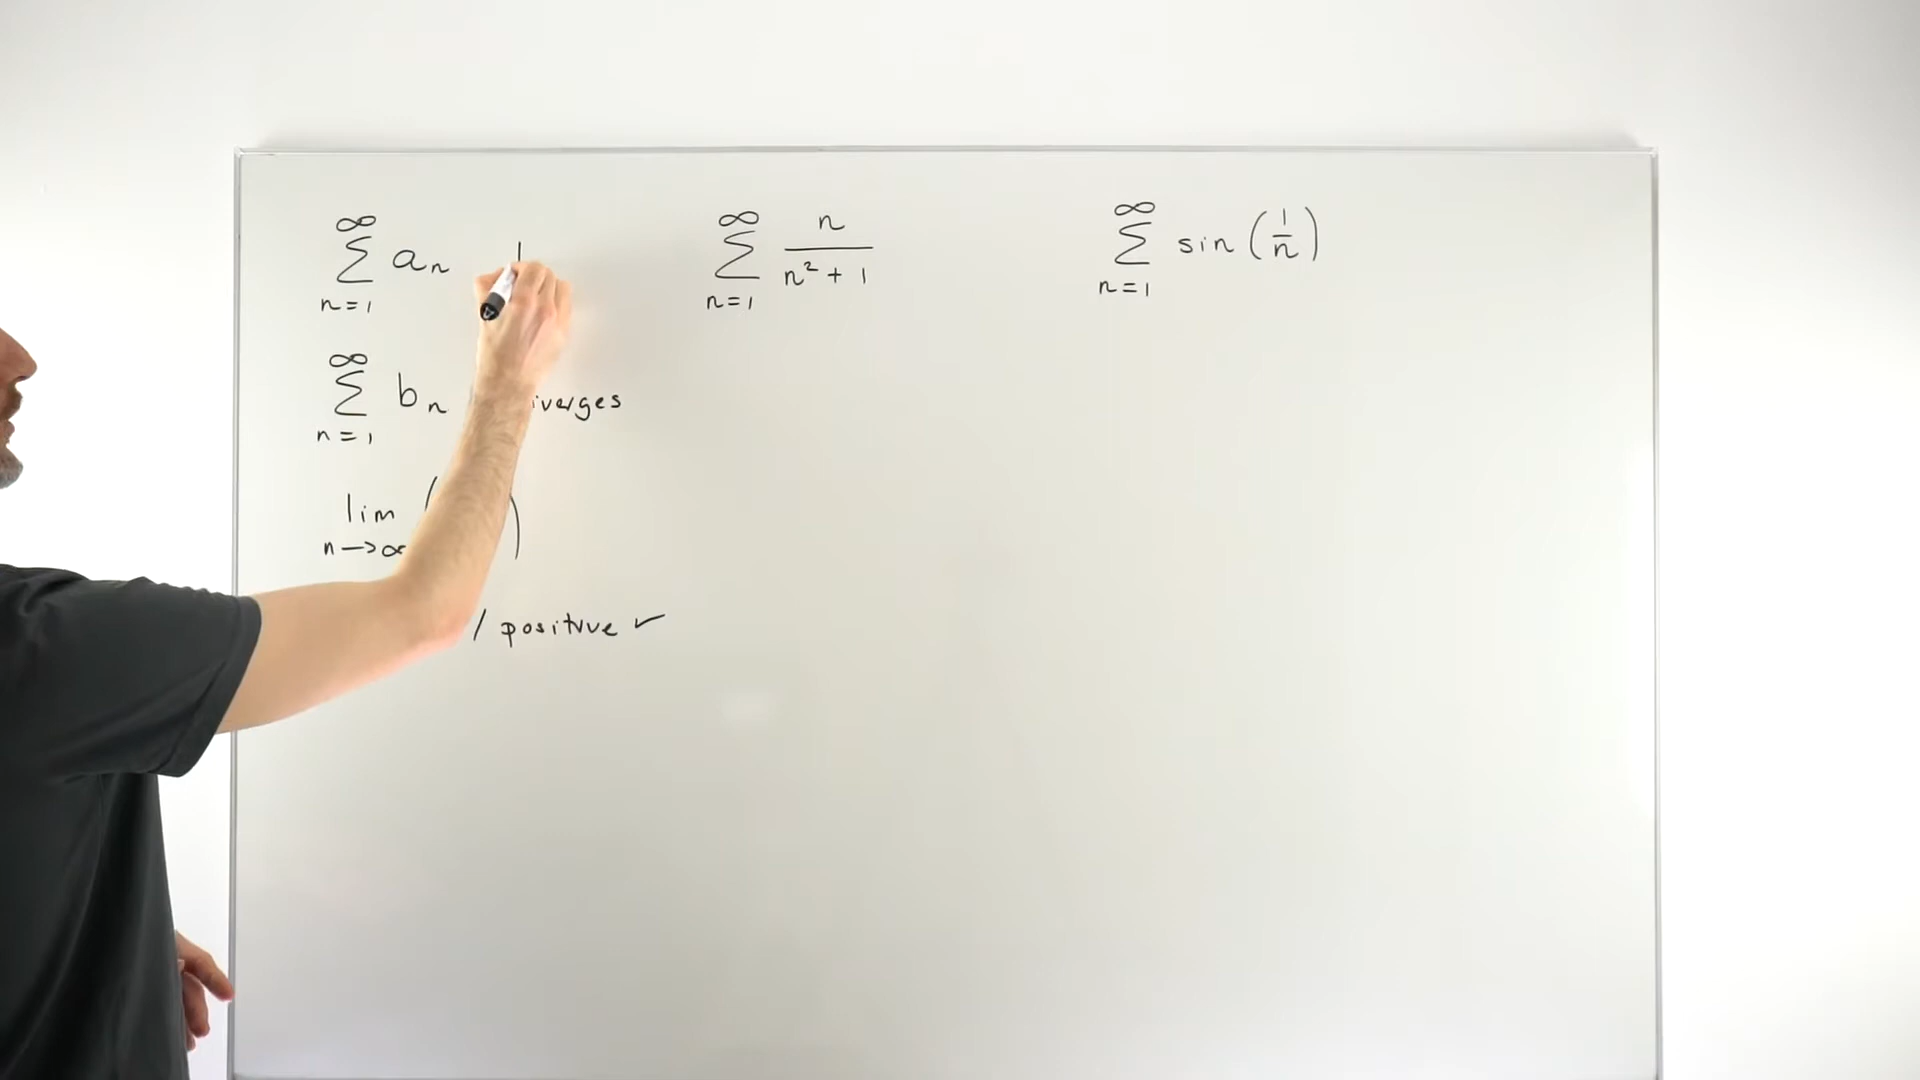 ∞ ∑ n=1 aₙ
∞ ∑ n=1 bₙ iverges
lim n→∞ ( )
/ positive ✓
∞ ∑ n=1 n/(n²+1)
∞ ∑ n=1 sin(1/n)